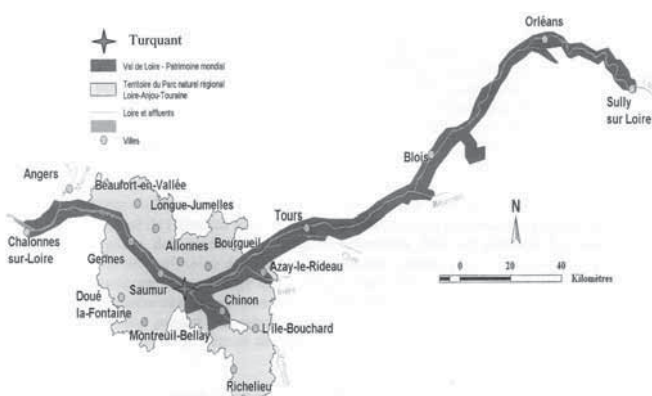 Turquant
Val de Loire - Patrimoine mondial
Territoire du Parc naturel régional
Loire-Anjou-Touraine
Loire et affluents
Villes
Orléans
Sully
sur Loire
Blois
Angers
Beaufort-en-Vallée
Longue-Jumelles
Tours
N
Chalonnes
sur-Loire
Allonnes
Bourgueil
Gennes
Azay-le-Rideau
0 20 40
Kilomètres
Saumur
Chinon
Doué
la-Fontaine
Montreuil-Bellay
L'Ile-Bouchard
Richelieu